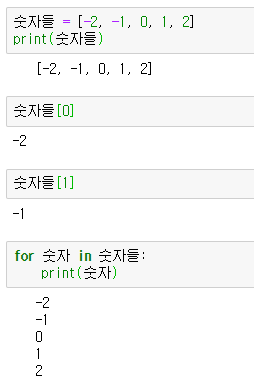 숫자들 = [-2, -1, 0, 1, 2]
print(숫자들)
[-2, -1, 0, 1, 2]
숫자들[0]
-2
숫자들[1]
-1
for 숫자 in 숫자들:
print(숫자)
-2
-1
0
1
2